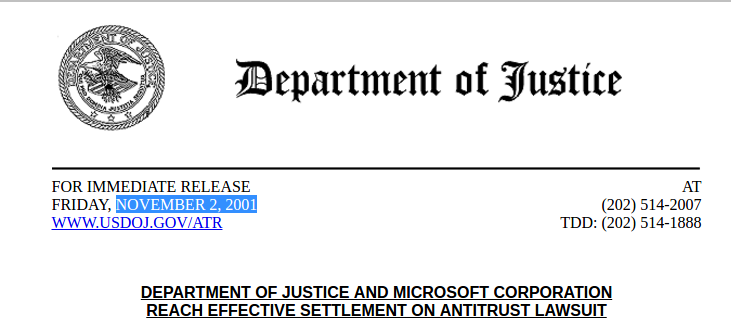 Department of Justice
FOR IMMEDIATE RELEASE AT
FRIDAY, NOVEMBER 2, 2001 (202) 514-2007
WWW.USDOJ.GOV/ATR TDD: (202) 514-1888
DEPARTMENT OF JUSTICE AND MICROSOFT CORPORATION
REACH EFFECTIVE SETTLEMENT ON ANTITRUST LAWSUIT